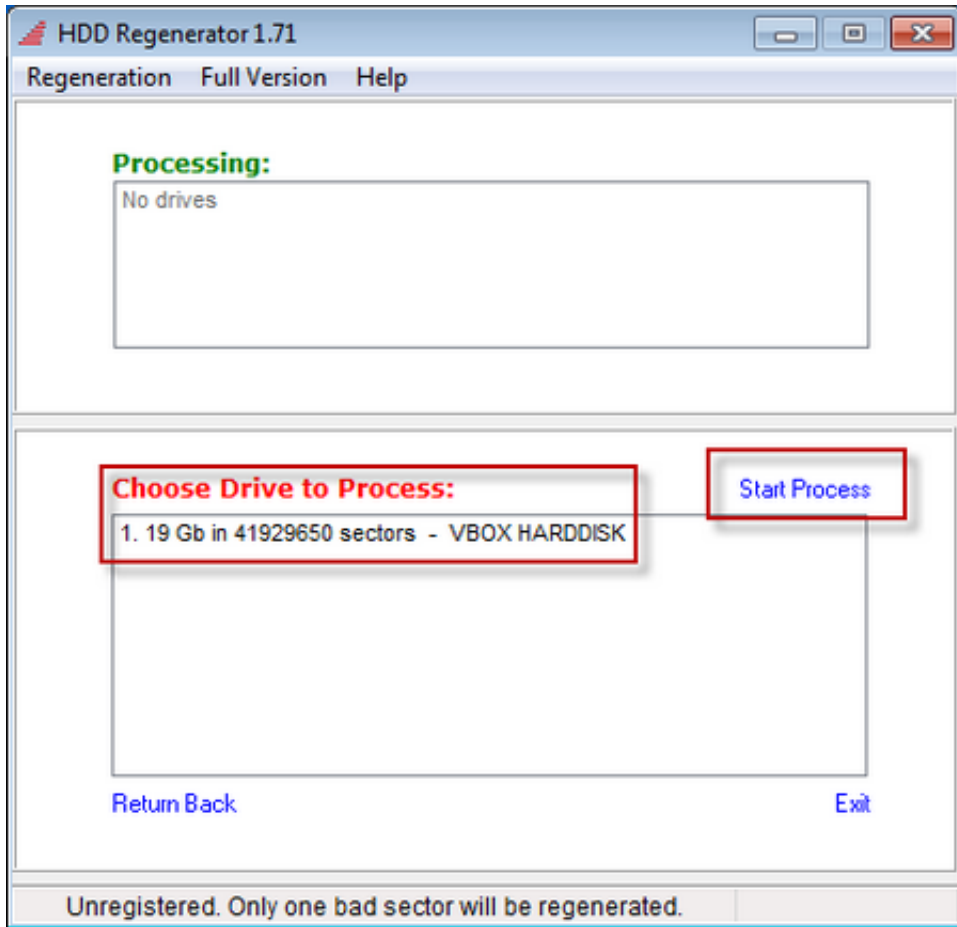 HDD Regenerator 1.71
Regeneration Full Version Help
Processing:
No drives
Choose Drive to Process:
Start Process
1. 19 Gb in 41929650 sectors - VBOX HARDDISK
Return Back
Exit
Unregistered. Only one bad sector will be regenerated.